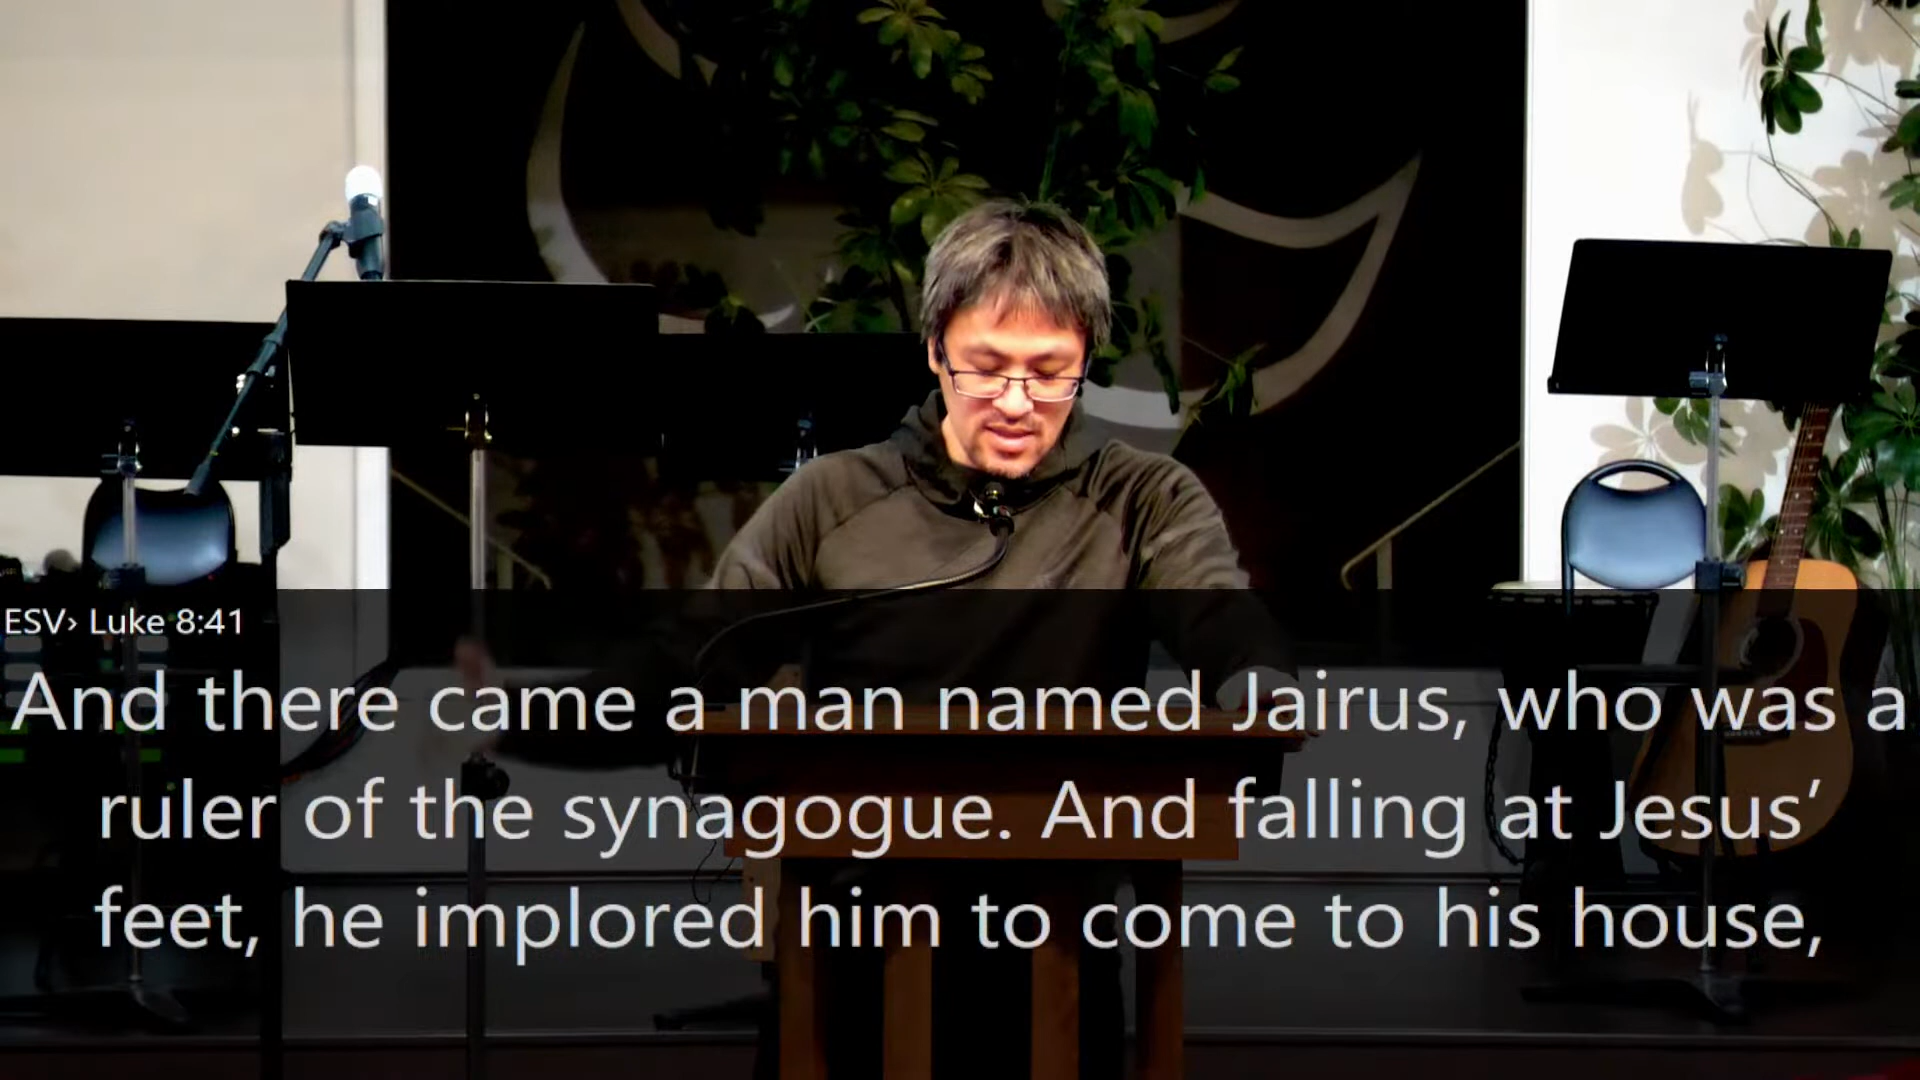 ESV› Luke 8:41
And there came a man named Jairus, who was a
ruler of the synagogue. And falling at Jesus’
feet, he implored him to come to his house,